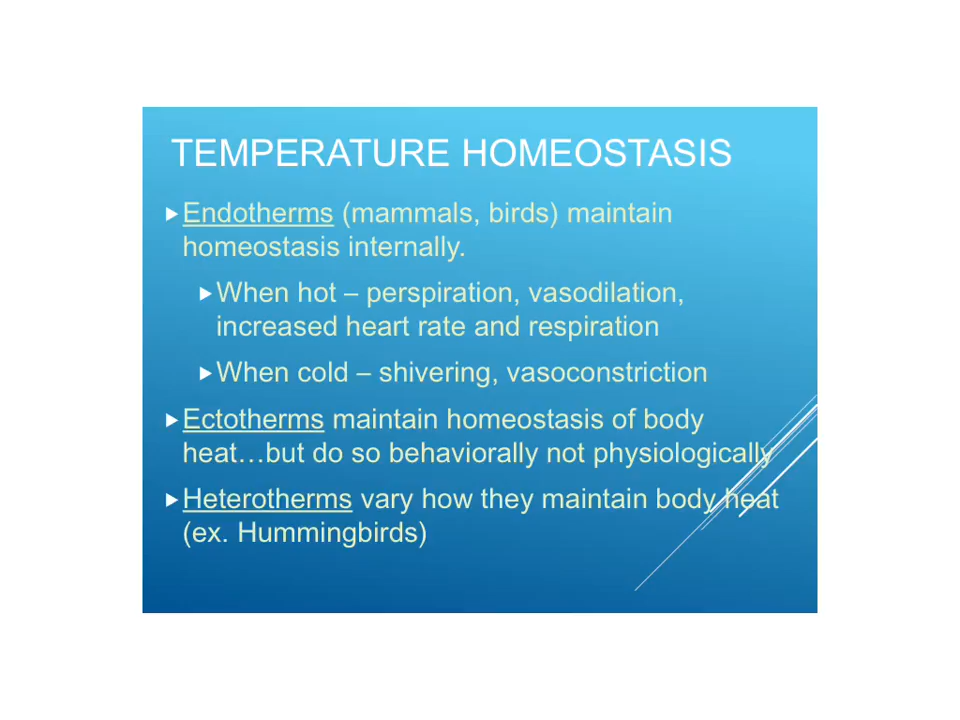 TEMPERATURE HOMEOSTASIS
Endotherms (mammals, birds) maintain
homeostasis internally.
When hot – perspiration, vasodilation,
increased heart rate and respiration
When cold – shivering, vasoconstriction
Ectotherms maintain homeostasis of body
heat…but do so behaviorally not physiologically
Heterotherms vary how they maintain body heat
(ex. Hummingbirds)